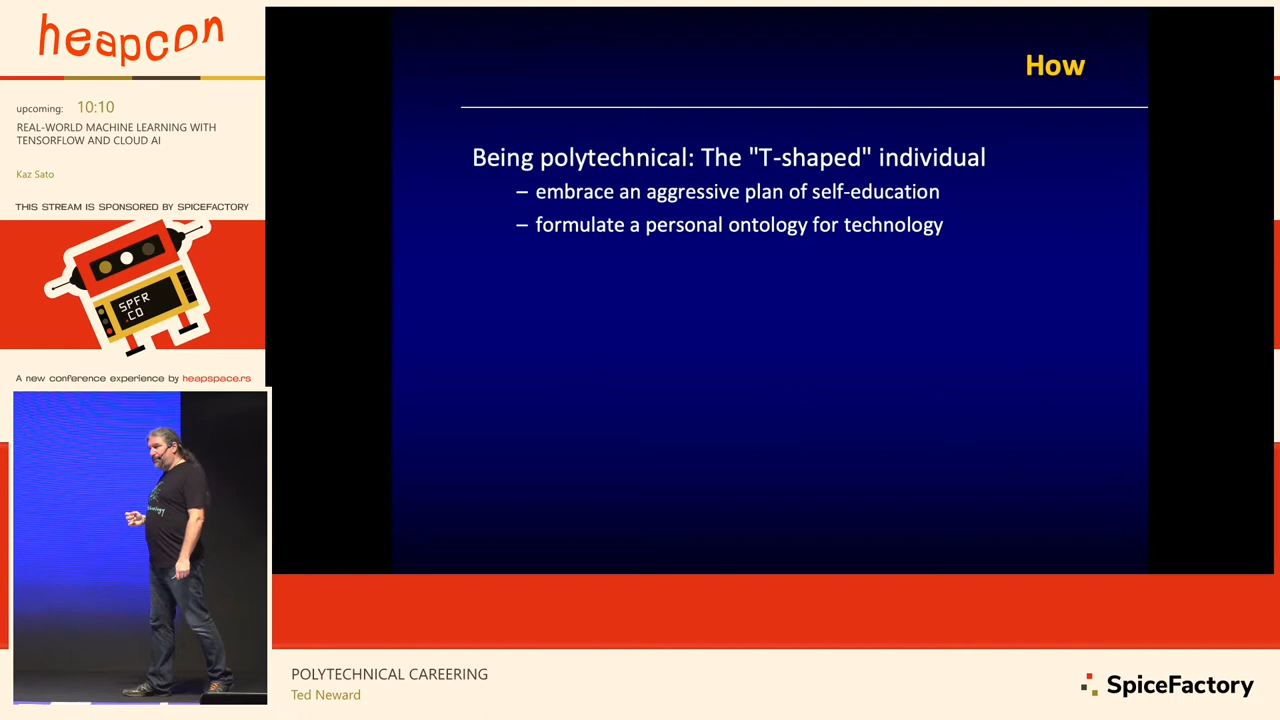 heapcon
upcoming: 10:10
REAL-WORLD MACHINE LEARNING WITH
TENSORFLOW AND CLOUD AI
Kaz Sato
THIS STREAM IS SPONSORED BY SPICEFACTORY
SPFR
.CO
A new conference experience by heapspace.rs
How
Being polytechnical: The "T-shaped" individual
– embrace an aggressive plan of self-education
– formulate a personal ontology for technology
POLYTECHNICAL CAREERING
Ted Neward
SpiceFactory